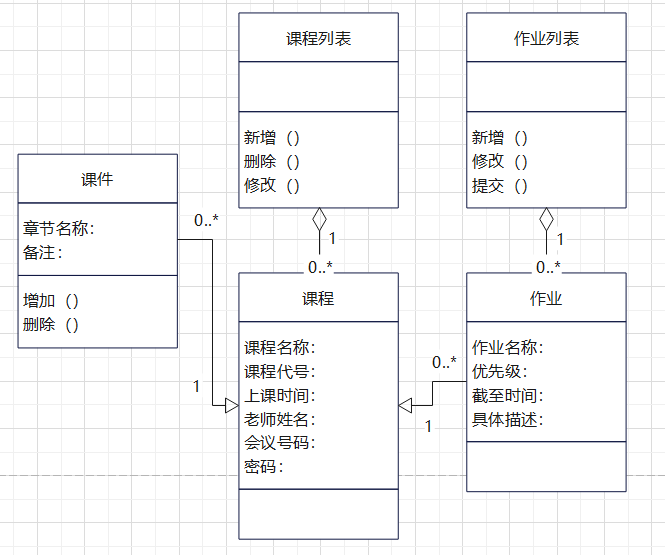 课程列表
新增（）
删除（）
修改（）
1
0..*
作业列表
新增（）
修改（）
提交（）
1
0..*
课件
章节名称：
备注：
增加（）
删除（）
0..*
1
课程
课程名称：
课程代号：
上课时间：
老师姓名：
会议号码：
密码：
0..*
1
作业
作业名称：
优先级：
截至时间：
具体描述：